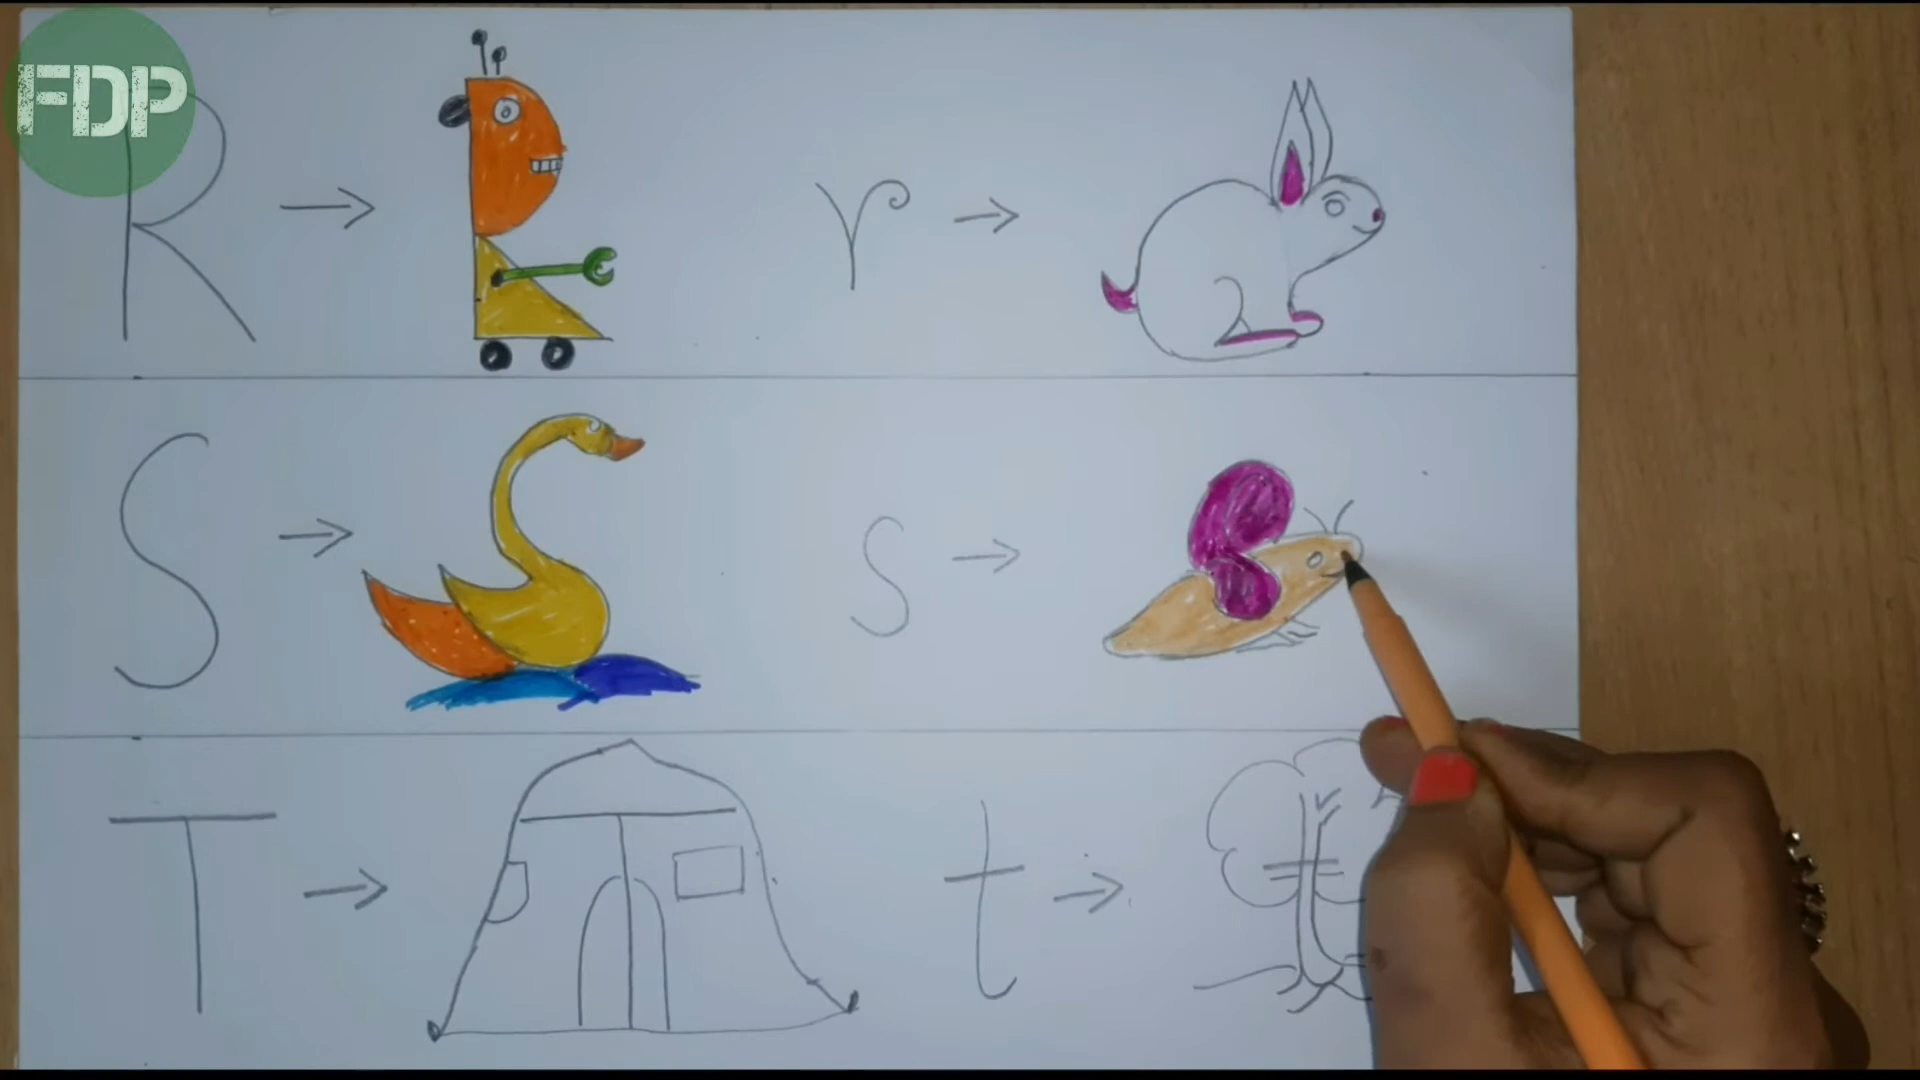 FDP
R → r →
S → s →
T → t →